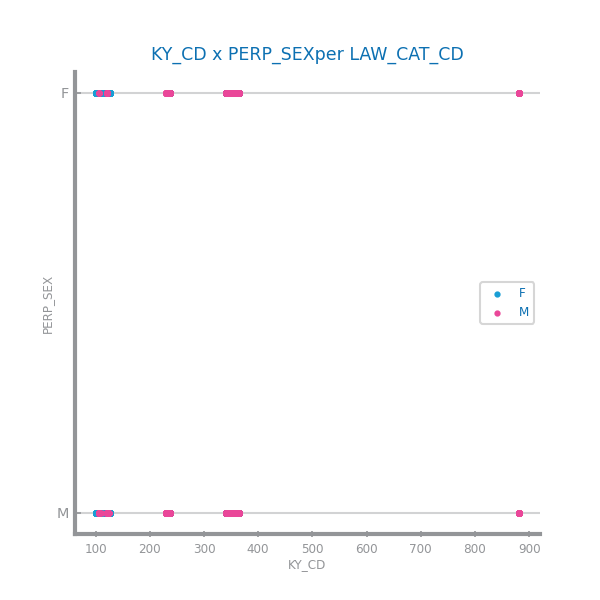 KY_CD x PERP_SEXper LAW_CAT_CD
F
PERP_SEX
F
M
M
100 200 300 400 500 600 700 800 900
KY_CD